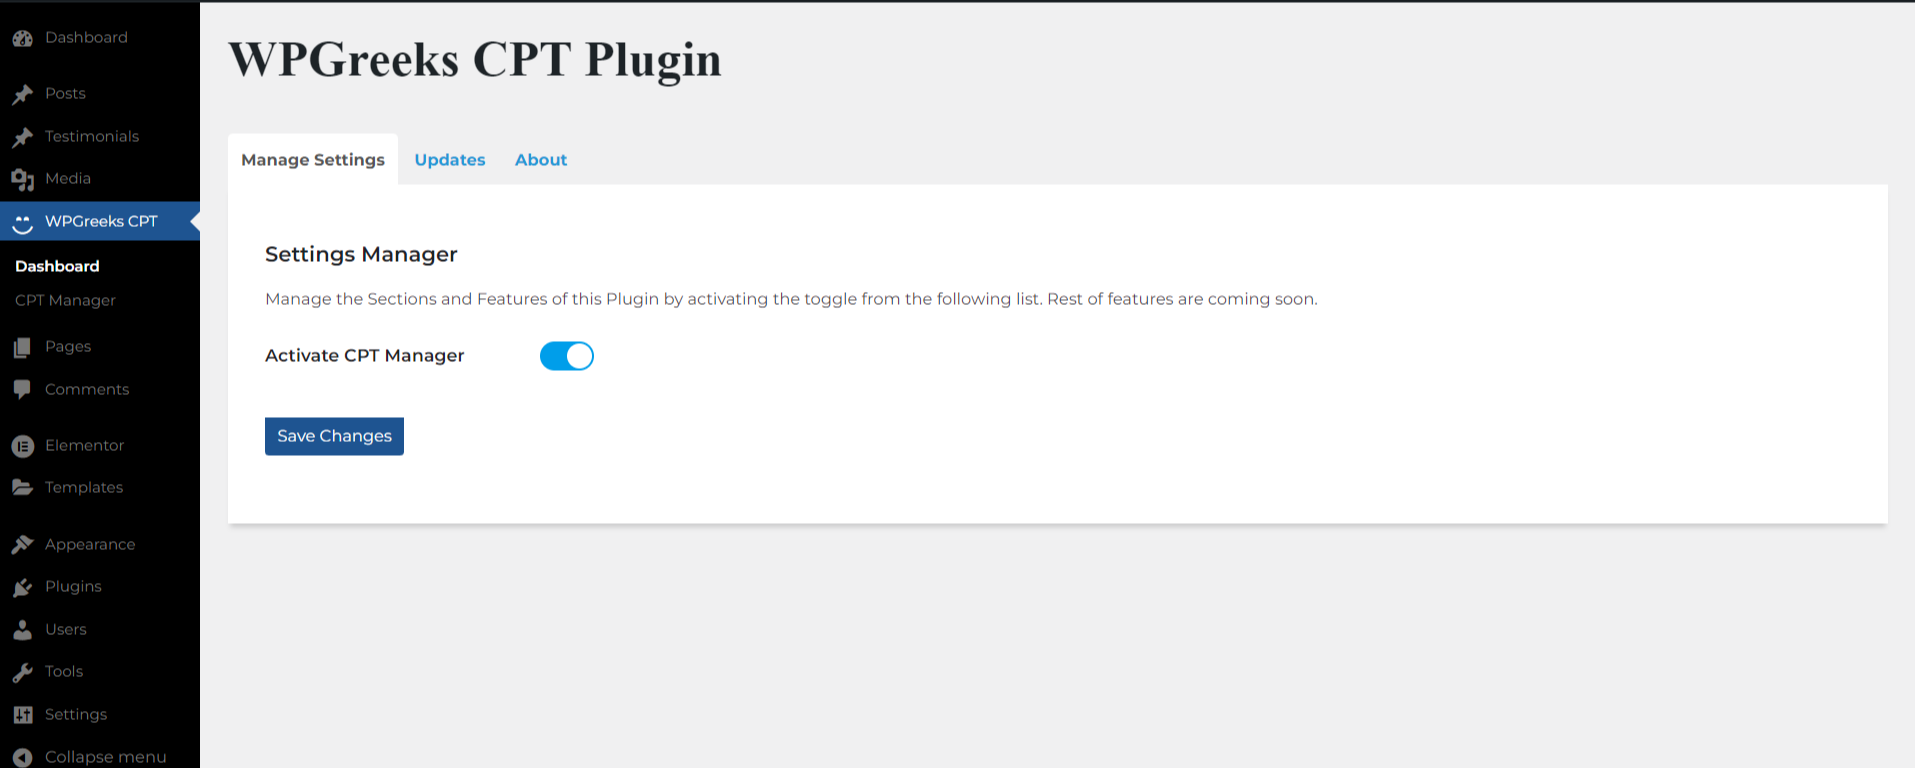 Dashboard
Posts
Testimonials
Media
WPGreeks CPT
Dashboard
CPT Manager
Pages
Comments
Elementor
Templates
Appearance
Plugins
Users
Tools
Settings
Collapse menu
WPGreeks CPT Plugin
Manage Settings Updates About
Settings Manager
Manage the Sections and Features of this Plugin by activating the toggle from the following list. Rest of features are coming soon.
Activate CPT Manager
Save Changes